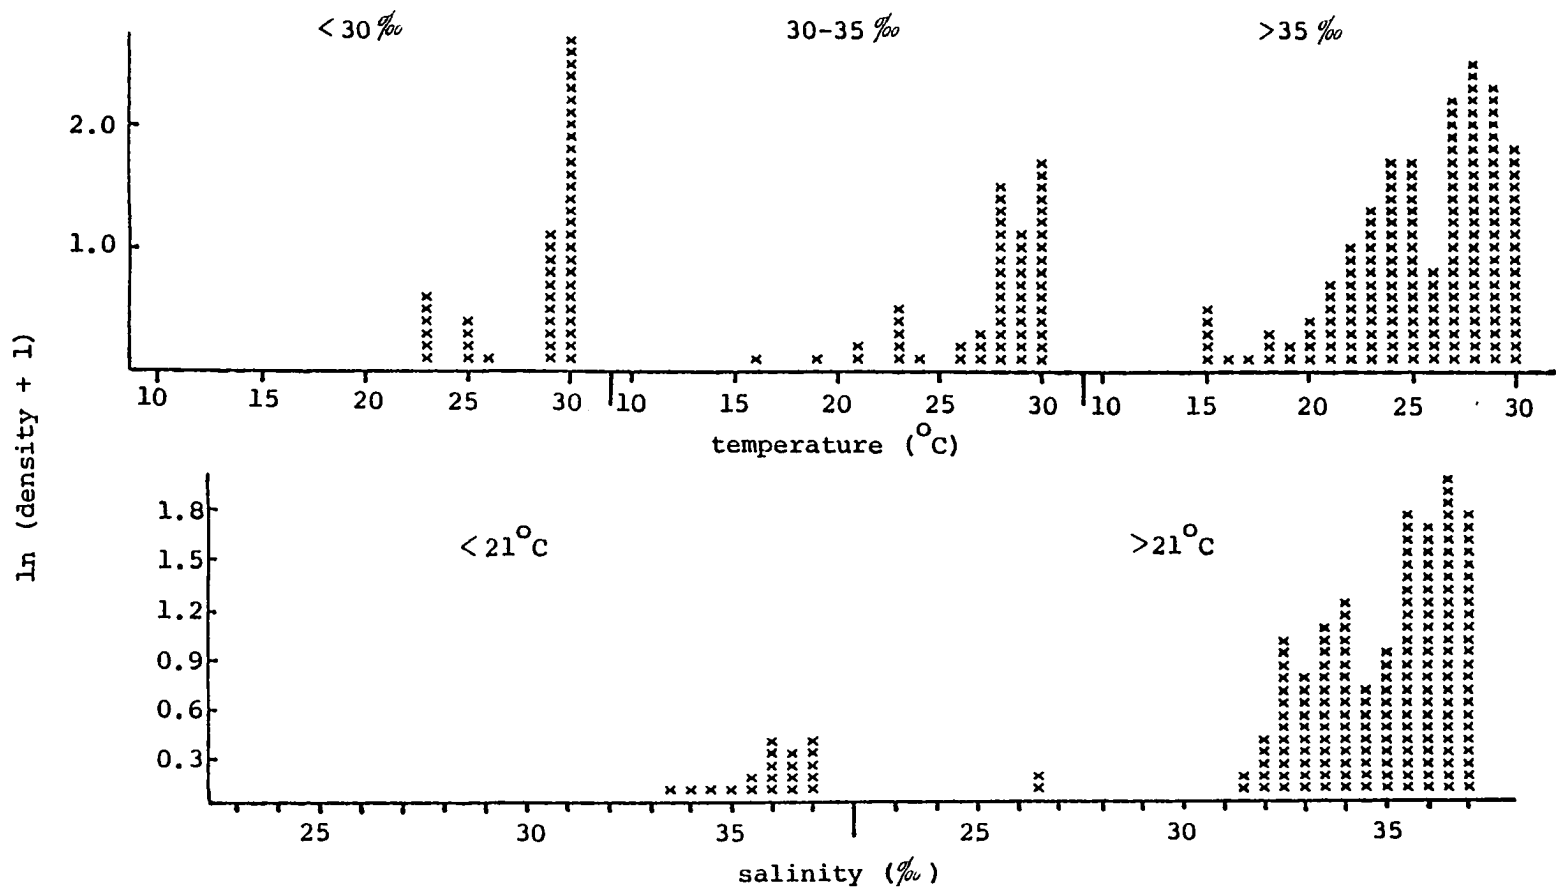 <30‰ 30-35‰ >35‰
2.0
1.0
10 15 20 25 30 10 15 20 25 30 10 15 20 25 30
temperature (°C)
ln (density + 1)
<21°C >21°C
1.8
1.5
1.2
0.9
0.6
0.3
25 30 35 25 30 35
salinity (‰)